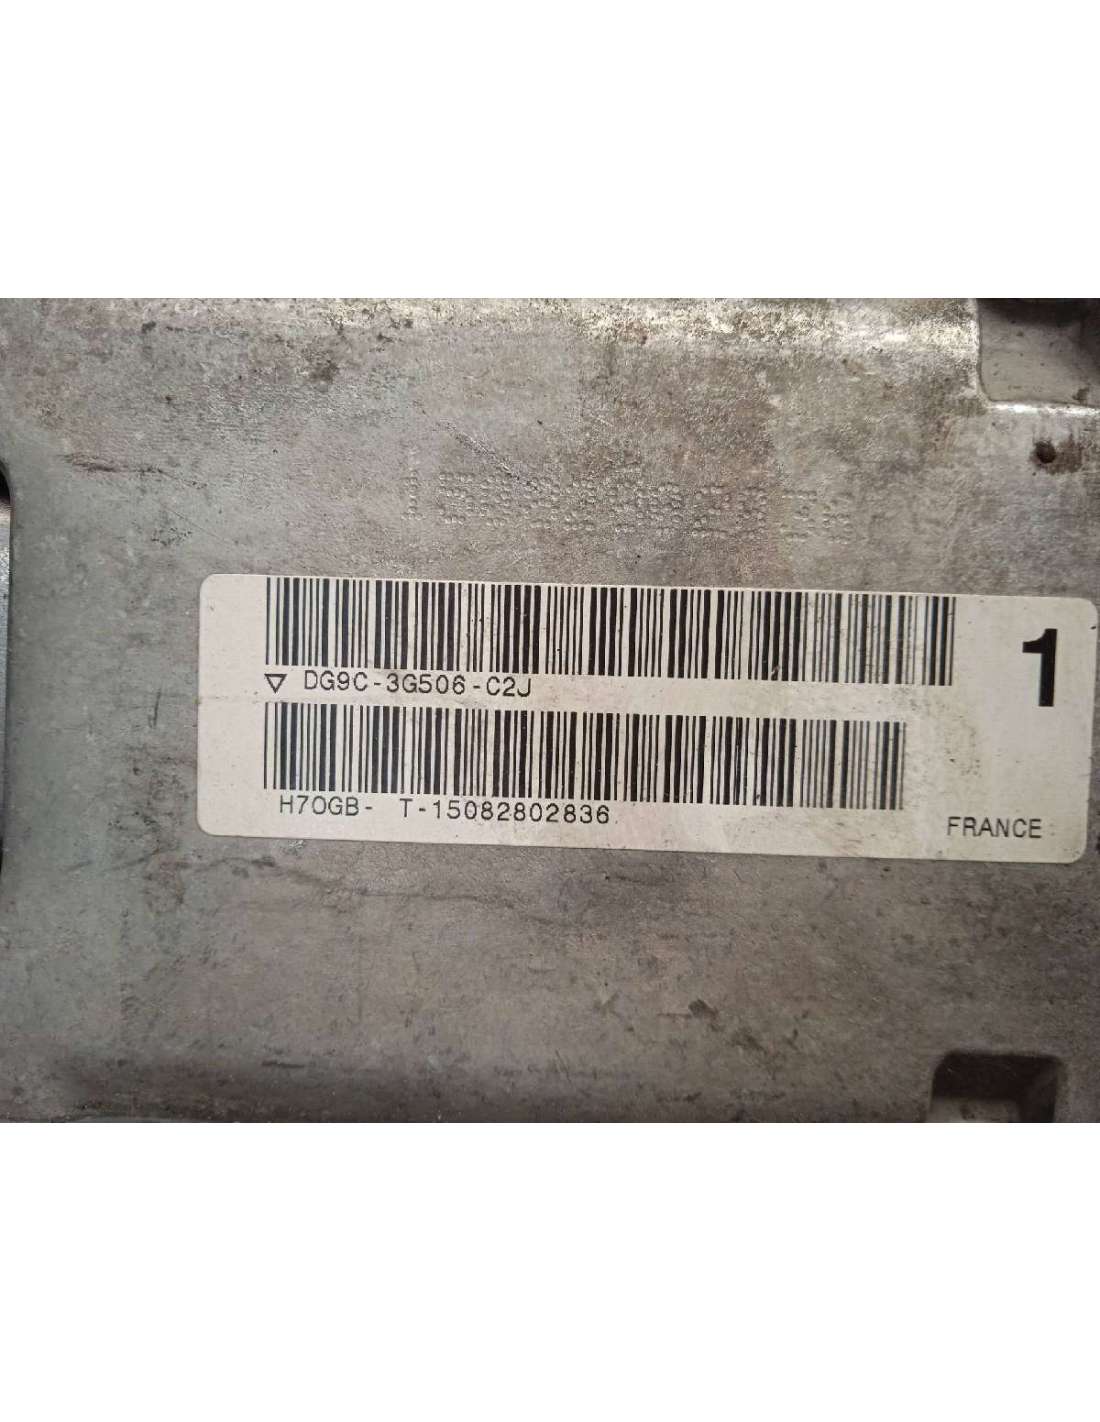 1
▽ DG9C-3G506-C2J
H70GB- T-15082802836
FRANCE